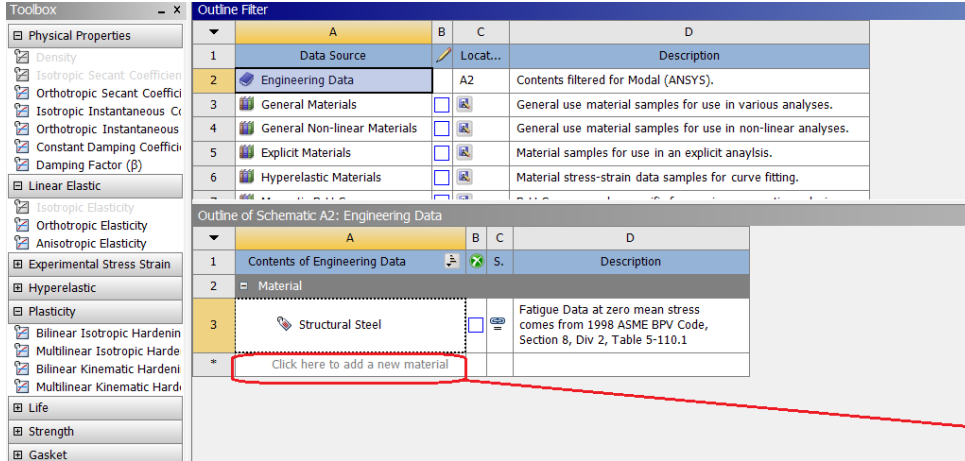 Toolbox
Physical Properties
Density
Isotropic Secant Coefficien
Orthotropic Secant Coeffici
Isotropic Instantaneous Co
Orthotropic Instantaneous
Constant Damping Coeffici
Damping Factor (β)
Linear Elastic
Isotropic Elasticity
Orthotropic Elasticity
Anisotropic Elasticity
Experimental Stress Strain
Hyperelastic
Plasticity
Bilinear Isotropic Hardenin
Multilinear Isotropic Harde
Bilinear Kinematic Hardeni
Multilinear Kinematic Hard
Life
Strength
Gasket
Outline Filter
A B C D
1 Data Source Locat... Description
2 Engineering Data A2 Contents filtered for Modal (ANSYS).
3 General Materials General use material samples for use in various analyses.
4 General Non-linear Materials General use material samples for use in non-linear analyses.
5 Explicit Materials Material samples for use in an explicit anaylsis.
6 Hyperelastic Materials Material stress-strain data samples for curve fitting.
Outline of Schematic A2: Engineering Data
A B C D
1 Contents of Engineering Data S. Description
2 Material
3 Structural Steel Fatigue Data at zero mean stress
comes from 1998 ASME BPV Code,
Section 8, Div 2, Table 5-110.1
* Click here to add a new material